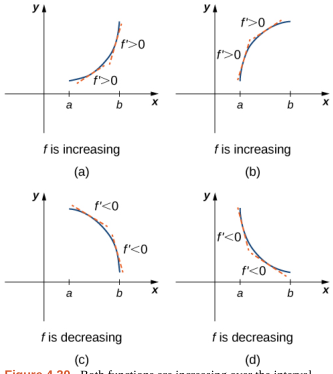 y
y
f′>0
f′>0
f′>0
f′>0
a
b
x
a
b
x
f is increasing
f is increasing
(a)
(b)
y
y
f′<0
f′<0
f′<0
f′<0
a
b
x
a
b
x
f is decreasing
f is decreasing
(c)
(d)
Figure 4.30 Both functions are increasing over the interval